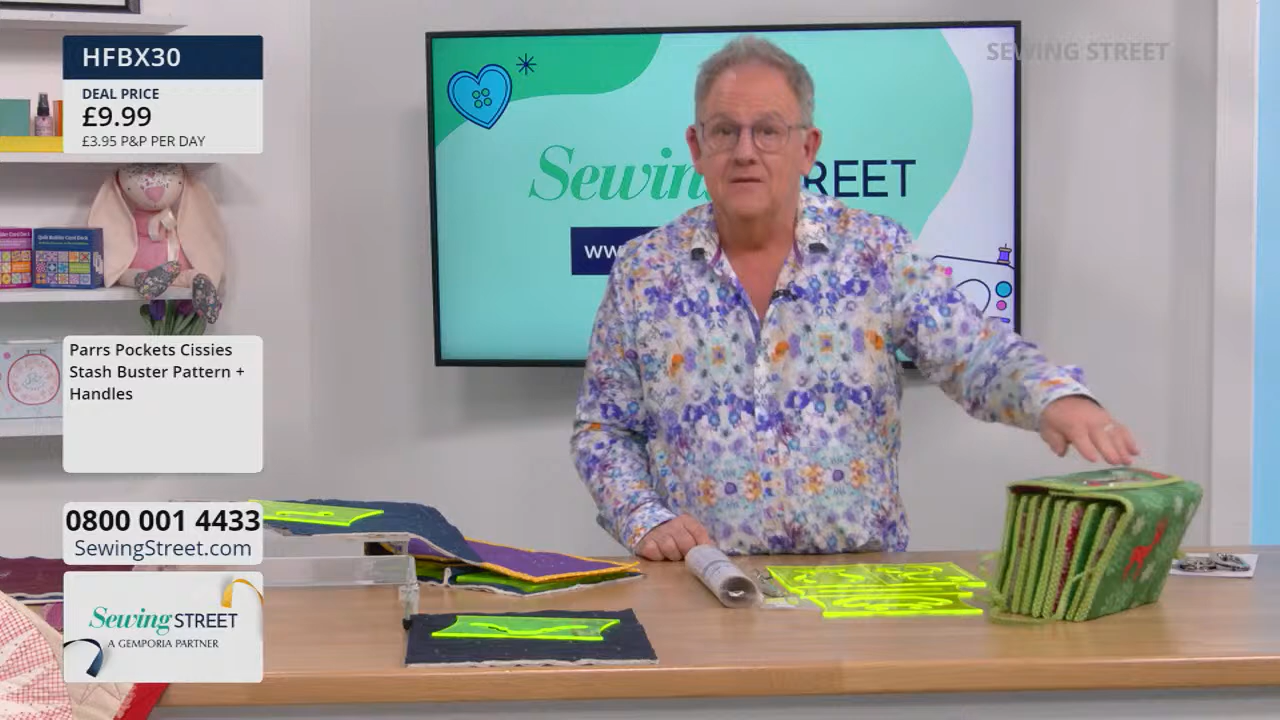 HFBX30
DEAL PRICE
£9.99
£3.95 P&P PER DAY
SEWING STREET
Sewin REET
ww
Parrs Pockets Cissies
Stash Buster Pattern +
Handles
0800 001 4433
SewingStreet.com
Sewing STREET
A GEMPORIA PARTNER